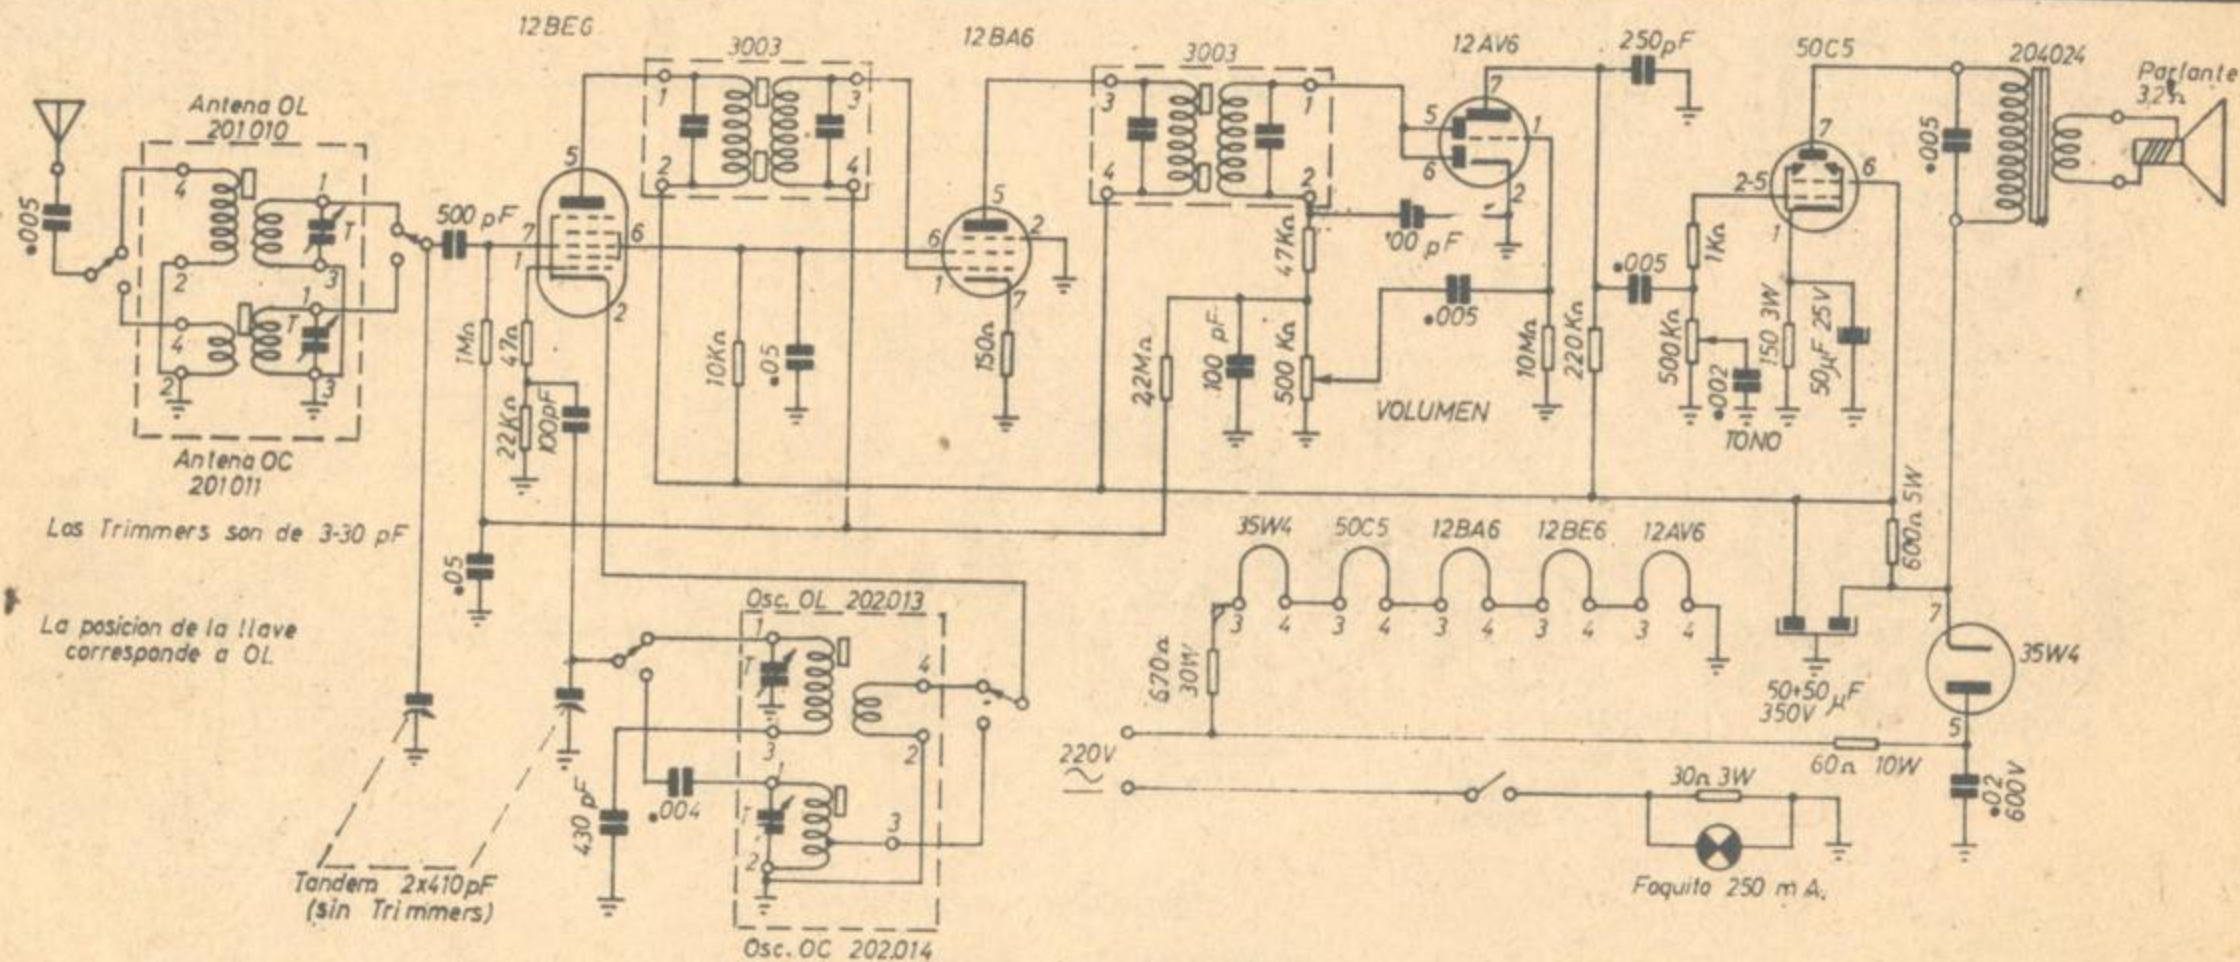 12BE6
3003
12BA6
3003
12AV6
250pF
50C5
204024
Parlante
3,2Ω
Antena OL
201010
.005
4
2
4
2
1
T
3
1
T
3
Antena OC
201011
Los Trimmers son de 3-30 pF
La posicion de la llave
corresponde a OL
500 pF
5
7
1
6
2
1MΩ
47Ω
22KΩ
100pF
.05
1
2
3
4
10KΩ
.05
5
2
6
1
7
150Ω
3
4
1
2
47KΩ
00 pF
2,2MΩ
100 pF
500 KΩ
VOLUMEN
.005
7
5
6
1
2
10MΩ
220KΩ
.005
500KΩ
1KΩ
.002
TONO
2-5
7
6
1
150 3W
50µF 25V
.005
600Ω 5W
35W4
50C5
12BA6
12BE6
12AV6
3
4
3
4
3
4
3
4
3
4
670Ω
30W
50+50 µF
350V
7
35W4
5
220V
60Ω 10W
30Ω 3W
.02
600V
Foquito 250 mA.
Osc. OL 202.013
1
T
3
4
2
430 pF
.004
1
T
2
3
Osc. OC 202.014
Tandem 2x410pF
(sin Trimmers)